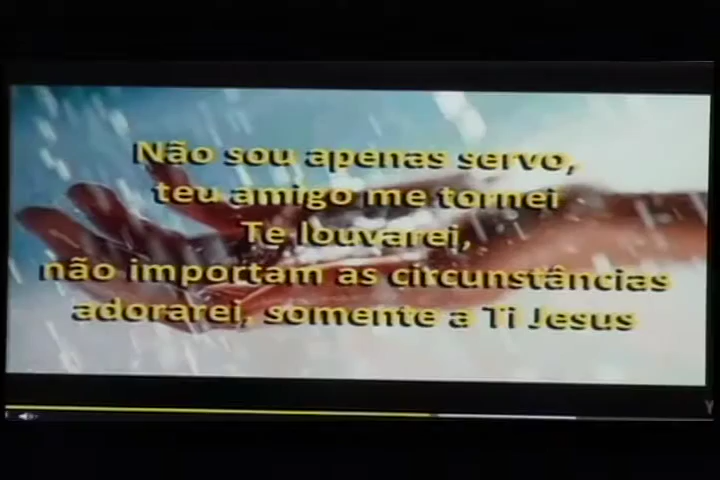 Não sou apenas servo,
teu amigo me tornei
Te louvarei,
não importam as circunstâncias
adorarei, somente a Ti Jesus